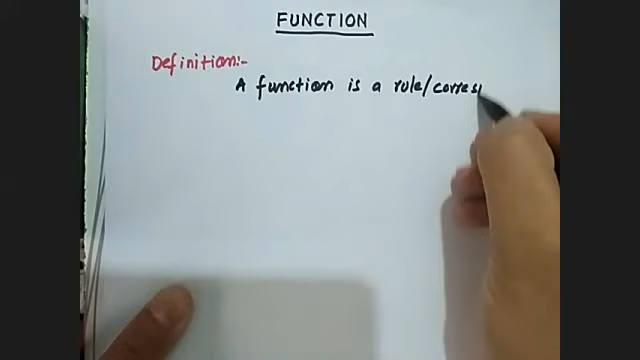 FUNCTION
Definition:-
A function is a rule/corres